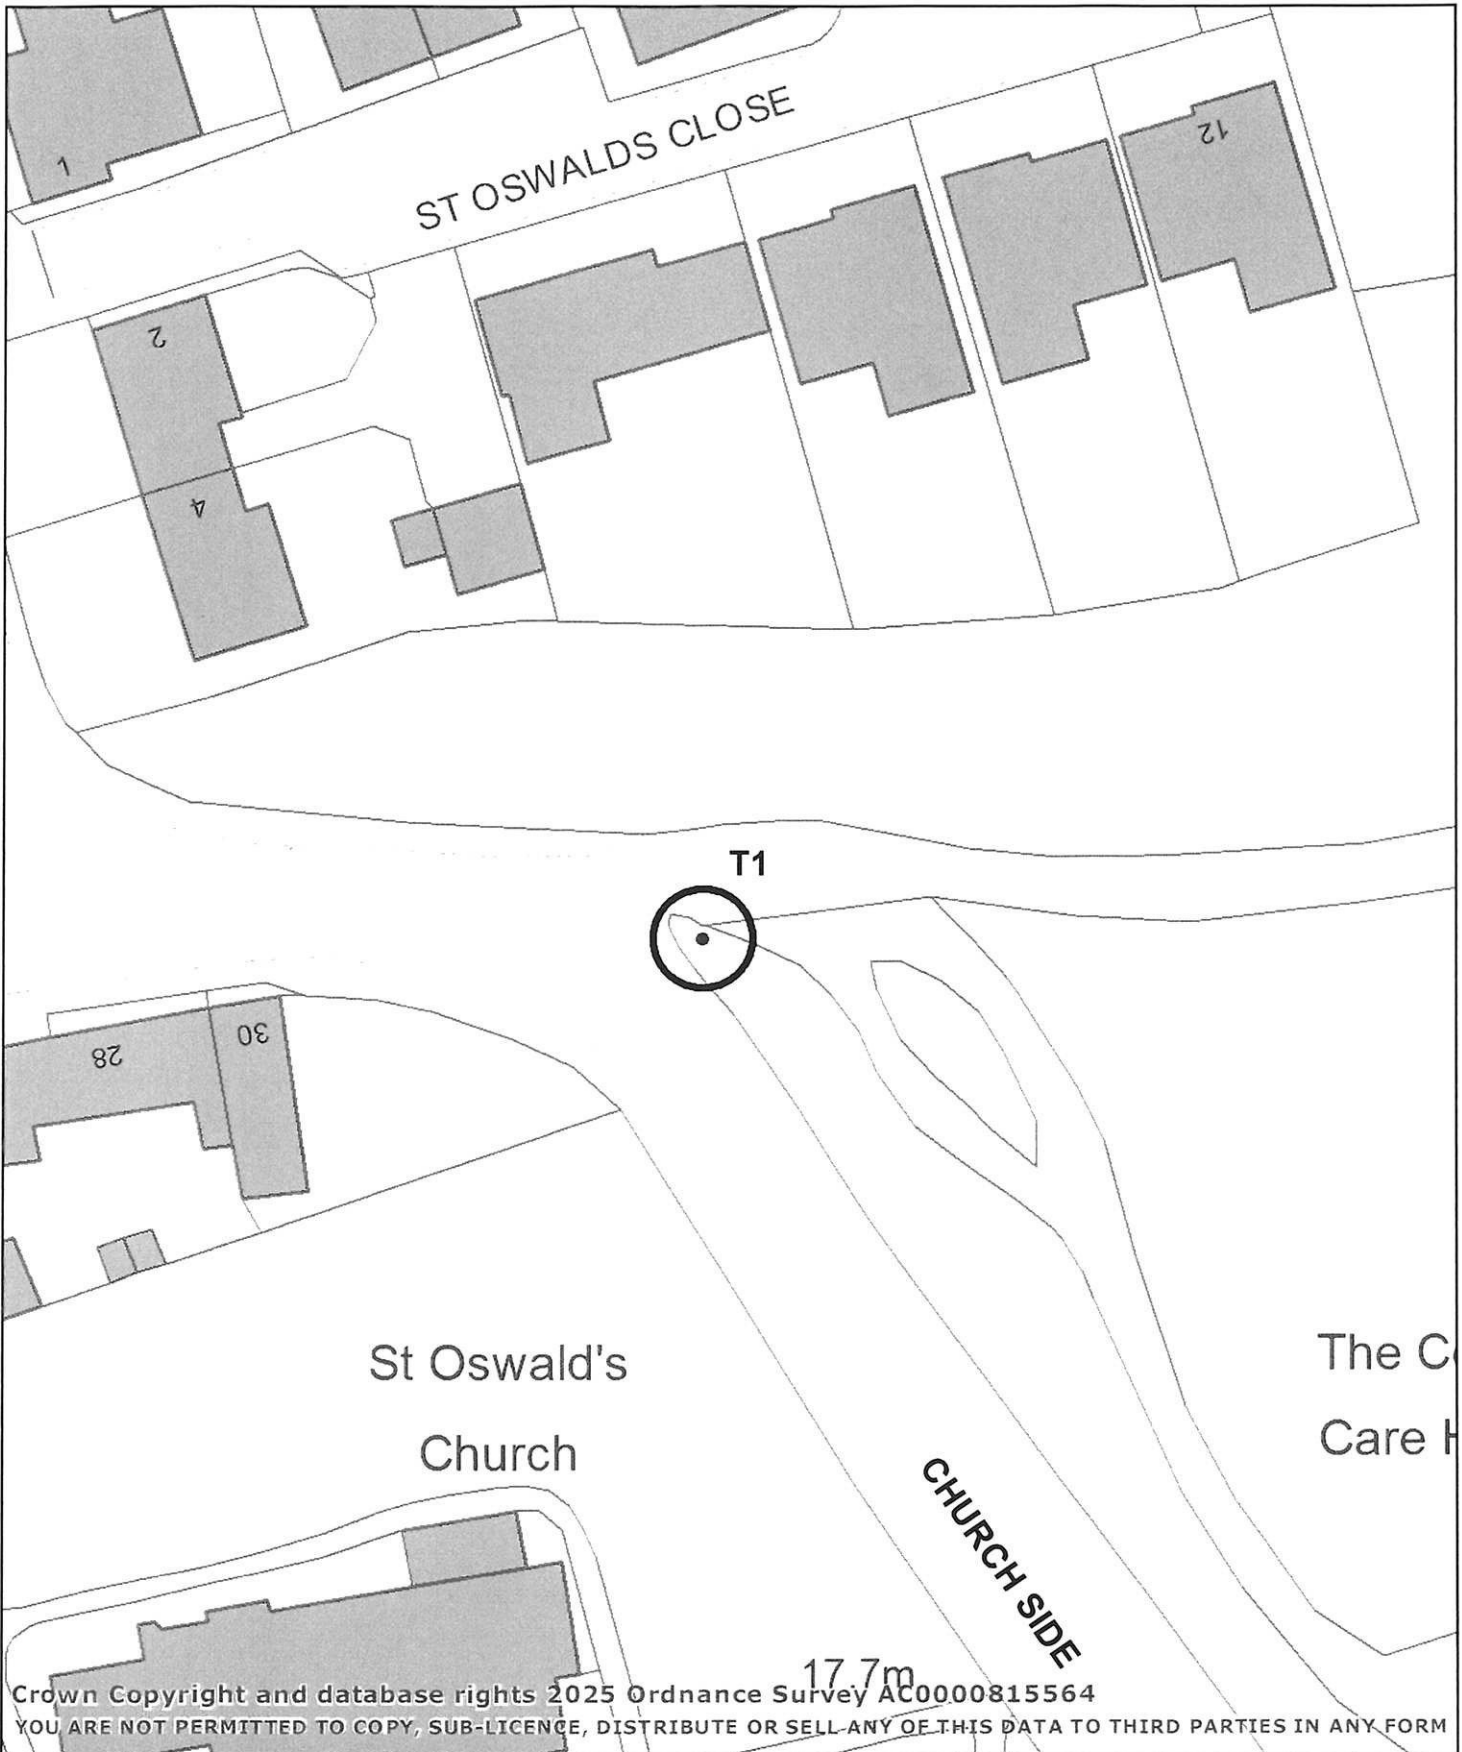 1
ST OSWALDS CLOSE
12
2
4
T1
28
30
St Oswald's
Church
The C
Care H
CHURCH SIDE
17.7m
Crown Copyright and database rights 2025 Ordnance Survey AC0000815564
YOU ARE NOT PERMITTED TO COPY, SUB-LICENCE, DISTRIBUTE OR SELL ANY OF THIS DATA TO THIRD PARTIES IN ANY FORM